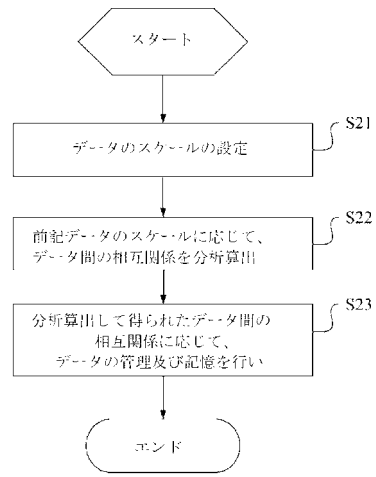 スタート
データのスケールの設定
S21
前記データのスケールに応じて、
データ間の相互関係を分析算出
S22
分析算出して得られたデータ間の
相互関係に応じて、
データの管理及び記憶を行い
S23
エンド